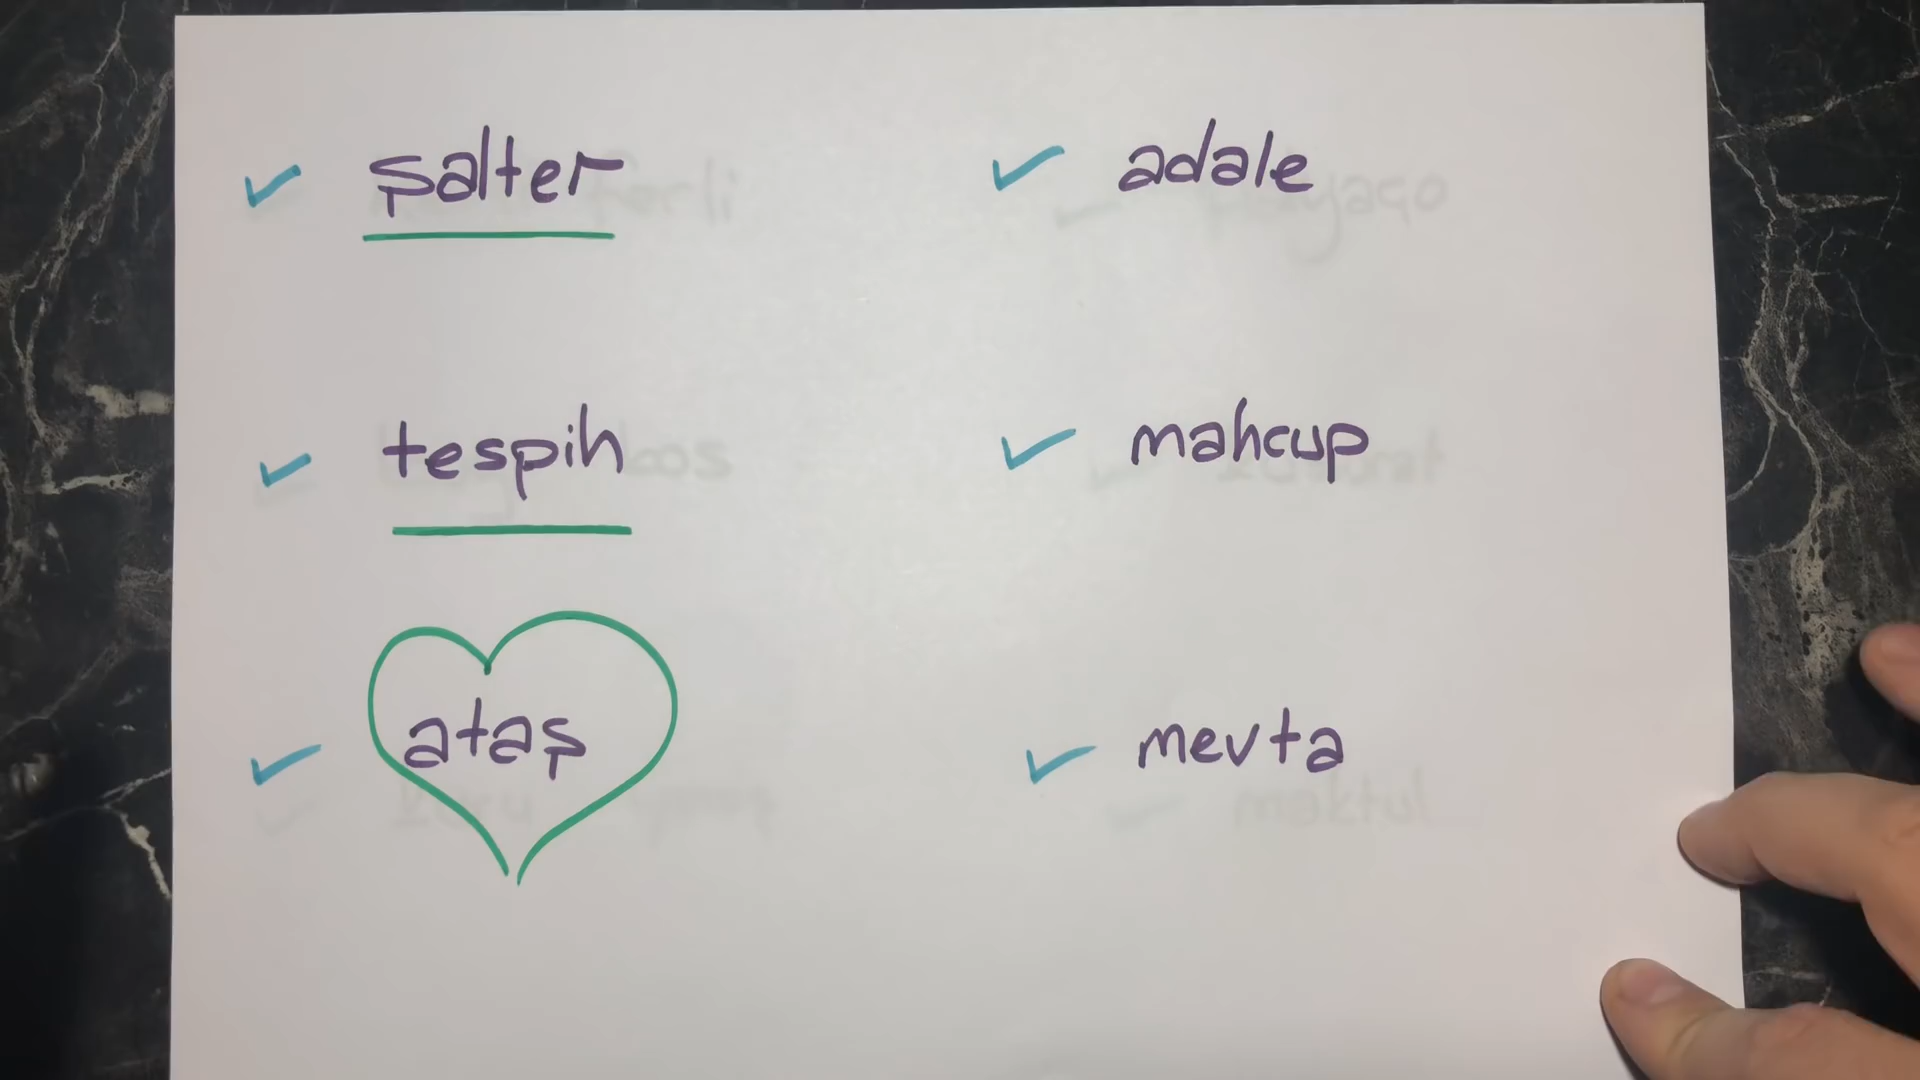 şalter
adale
tespih
mahcup
ataş
mevta